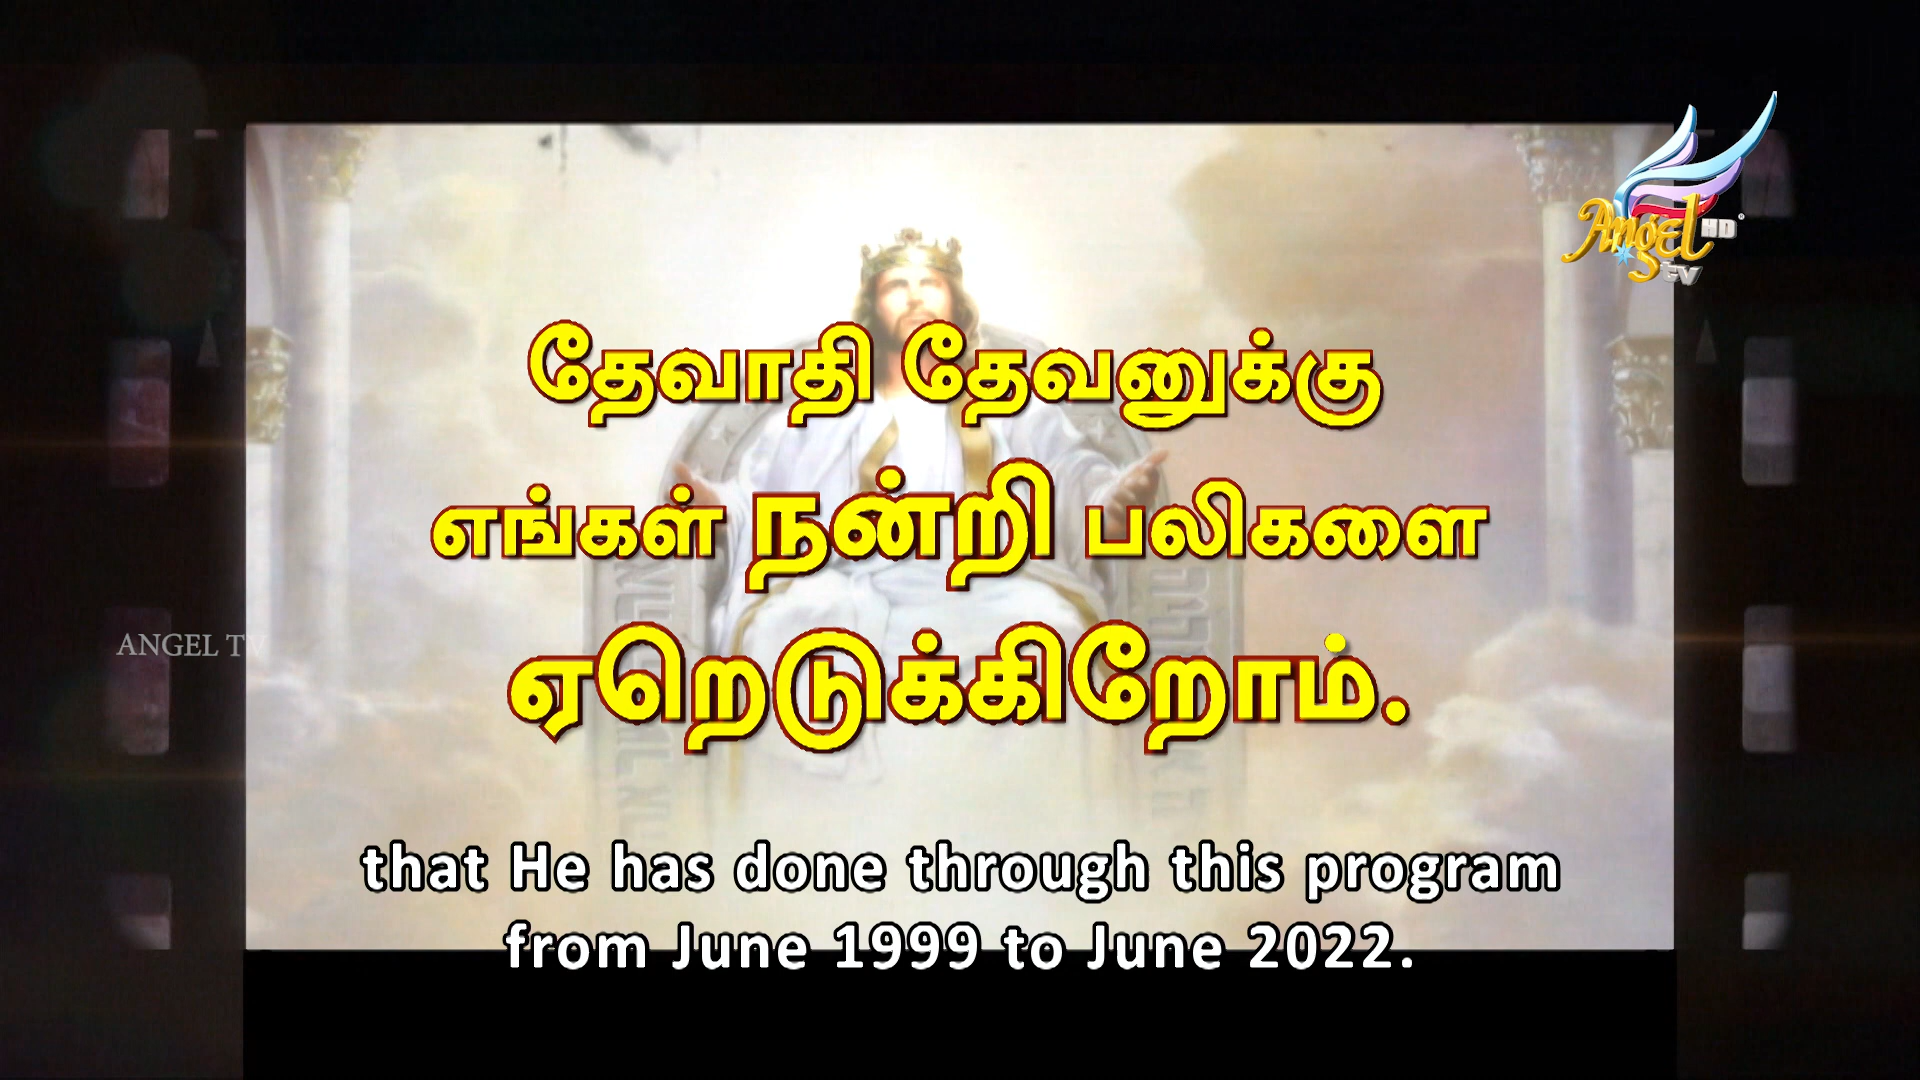 Angel HD
tv
தேவாதி தேவனுக்கு
எங்கள் நன்றி பலிகளை
ANGEL TV
ஏறெடுக்கிறோம்.
that He has done through this program
from June 1999 to June 2022.